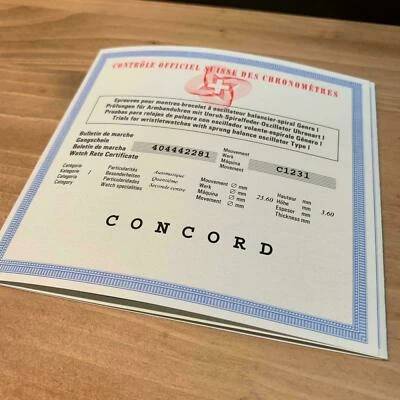 CONTRÔLE OFFICIEL SUISSE DES CHRONOMÈTRES
Epreuves pour montres-bracelet à oscillateur balancier-spiral Genre I
Prüfungen für Armbanduhren mit Unruh-Spiralfeder-Oszillator Uhrenart I
Pruebas para relojes de pulsera con oscilador volante-espirale Género I
Trials for wristletwatches with sprung balance oscillator Type I
Bulletin de marche
Gangschein
Boletín de marcha
Watch Rate Certificate
404442281
Mouvement
Werk
Máquina
Movement
C1231
Catégorie
Kategorie
Categoría
Category
I
Particularités
Besonderheiten
Particularidades
Watch specialities
Automatique
Quantième
Seconde centre
Mouvement ∅ mm
Werk ∅ mm
Máquina ∅ mm
Movement ∅ mm
25.60
Hauteur mm
Höhe mm
Espesor mm
Thickness mm
3.60
CONCORD